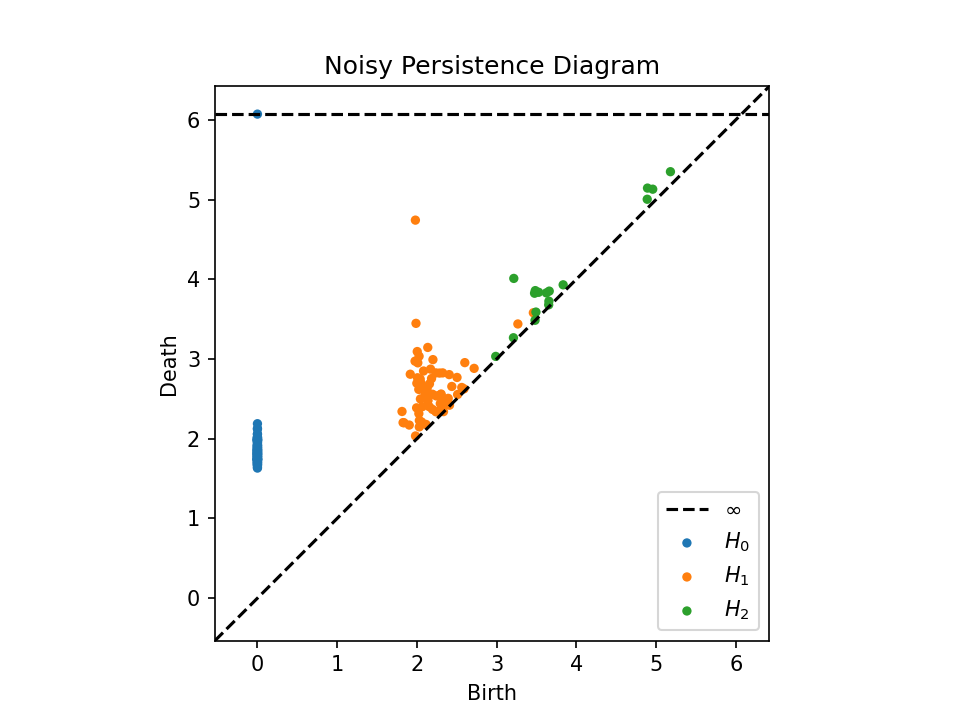 Noisy Persistence Diagram
Death
6
5
4
3
2
1
0
∞
H₀
H₁
H₂
0 1 2 3 4 5 6
Birth